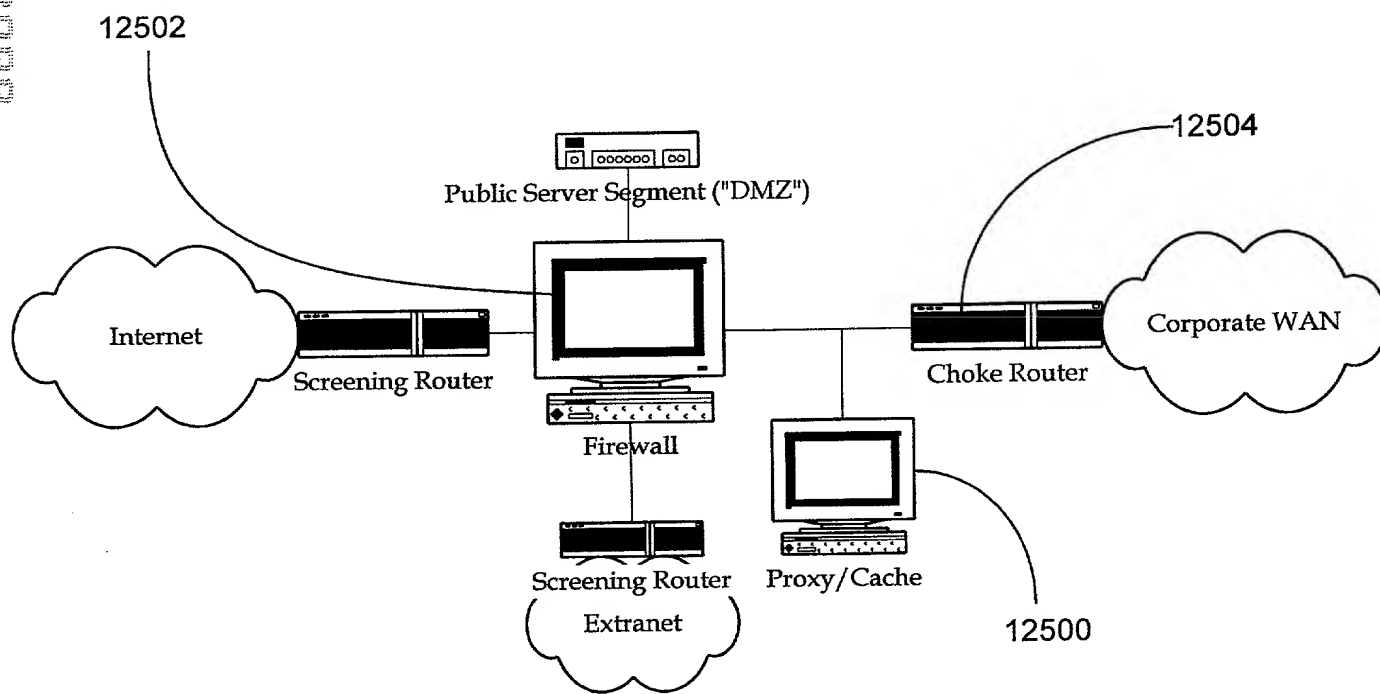 12502
12504
Public Server Segment ("DMZ")
Internet
Screening Router
Firewall
Choke Router
Corporate WAN
Proxy/Cache
Screening Router
Extranet
12500